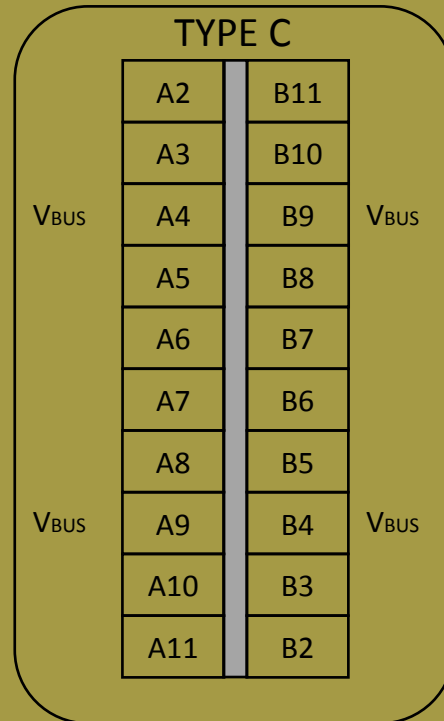 TYPE C
A2 B11
A3 B10
VBUS A4 B9 VBUS
A5 B8
A6 B7
A7 B6
A8 B5
VBUS A9 B4 VBUS
A10 B3
A11 B2